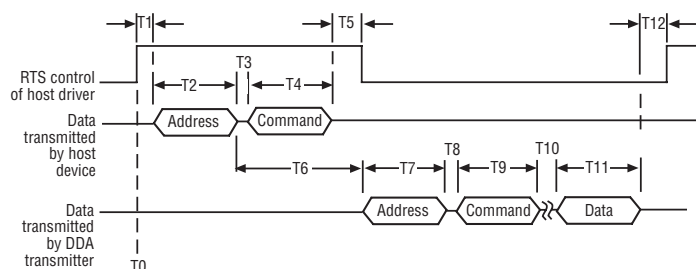 T1
T5
T12
T3
RTS control
of host driver
T2
T4
Data
transmitted
by host
device
Address
Command
T6
T7
T8
T9
T10
T11
Data
transmitted
by DDA
transmitter
Address
Command
Data
T0